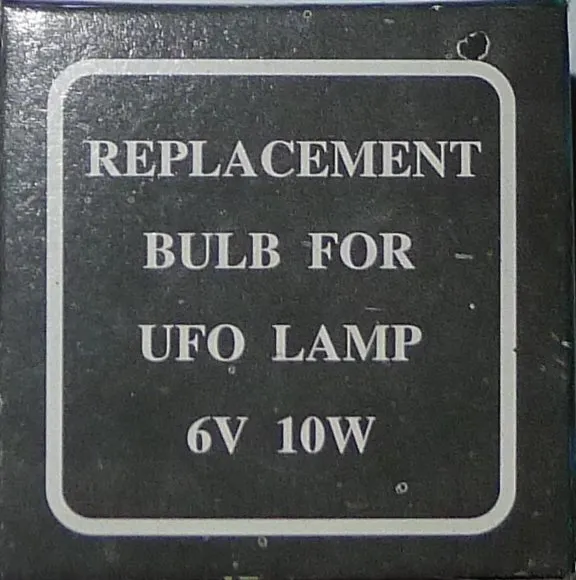 REPLACEMENT
BULB FOR
UFO LAMP
6V 10W